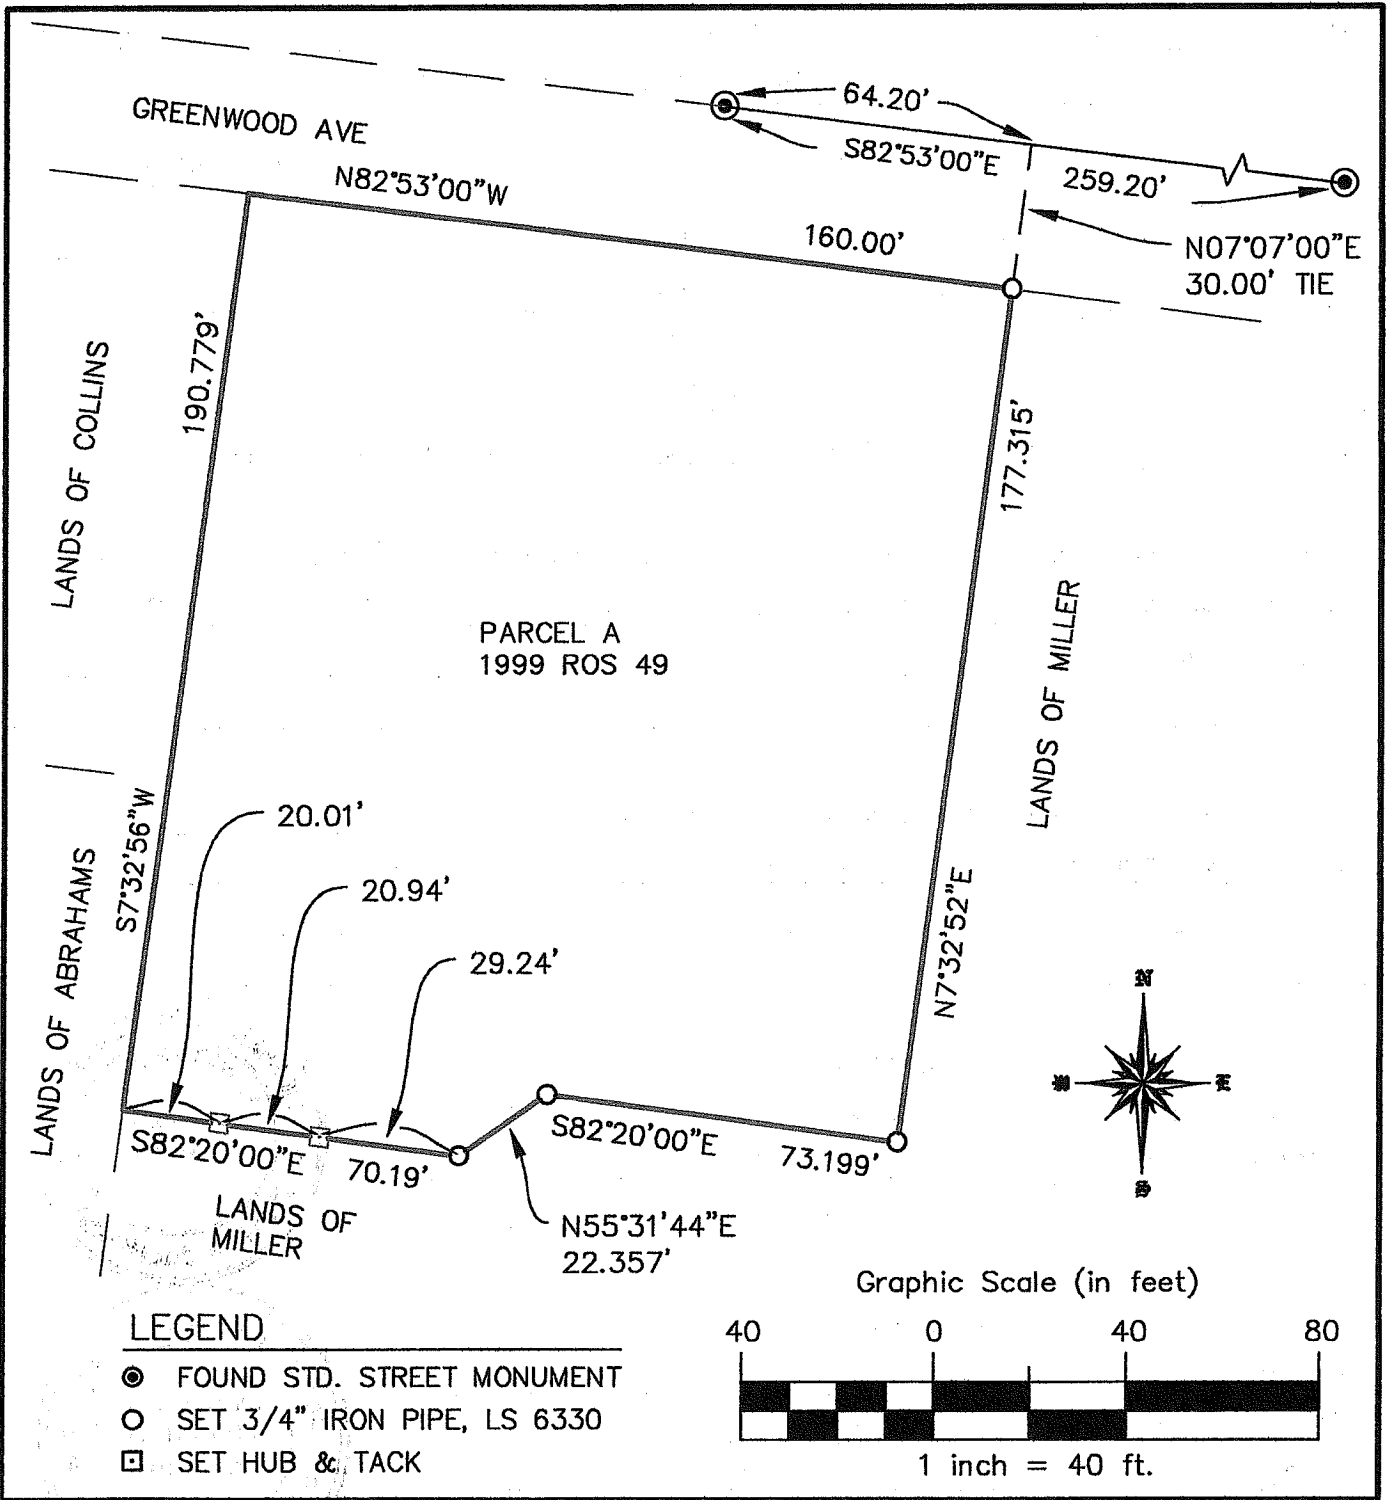 64.20'
GREENWOOD AVE
S82°53'00"E
N82°53'00"W
259.20'
160.00'
N07°07'00"E
30.00' TIE
190.779'
LANDS OF COLLINS
177.315'
PARCEL A
1999 ROS 49
LANDS OF MILLER
S7°32'56"W
20.01'
20.94'
LANDS OF ABRAHAMS
29.24'
N7°32'52"E
N
W
E
S
S82°20'00"E
70.19'
S82°20'00"E
73.199'
LANDS OF
MILLER
N55°31'44"E
22.357'
Graphic Scale (in feet)
40 0 40 80
1 inch = 40 ft.
LEGEND
FOUND STD. STREET MONUMENT
SET 3/4" IRON PIPE, LS 6330
SET HUB & TACK